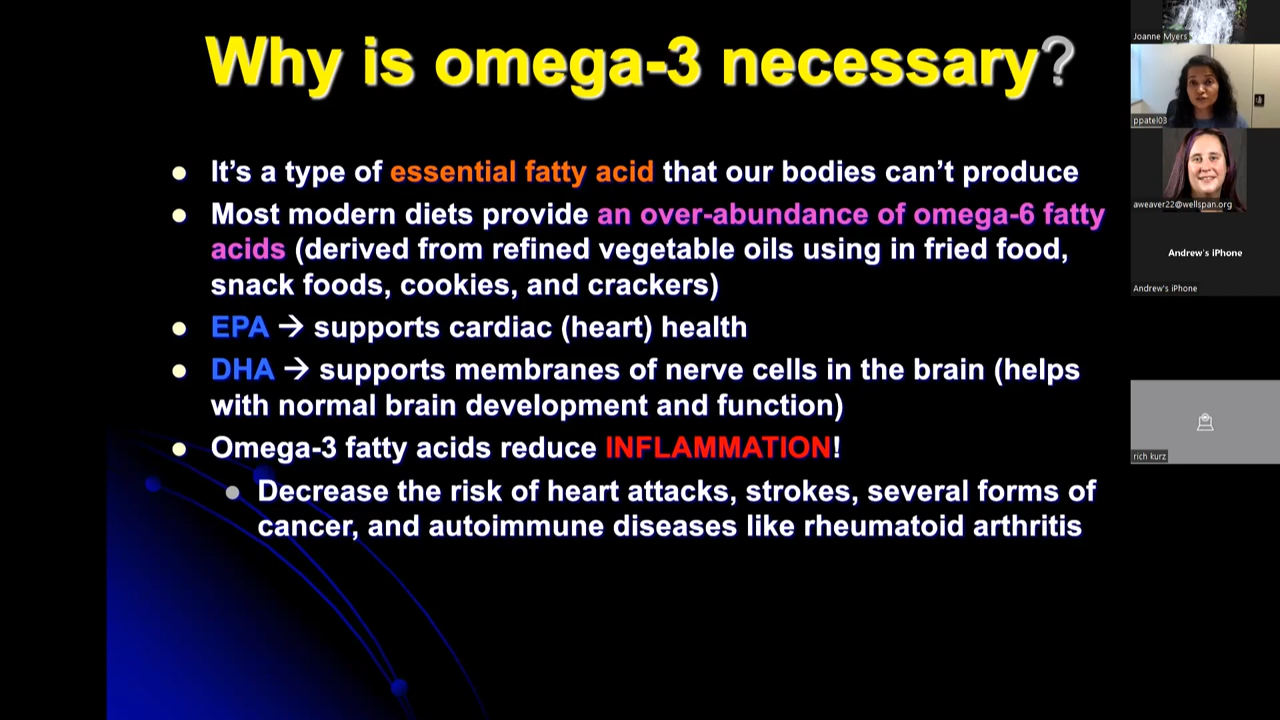 Why is omega-3 necessary?
It’s a type of essential fatty acid that our bodies can’t produce
Most modern diets provide an over-abundance of omega-6 fatty
acids (derived from refined vegetable oils using in fried food,
snack foods, cookies, and crackers)
EPA → supports cardiac (heart) health
DHA → supports membranes of nerve cells in the brain (helps
with normal brain development and function)
Omega-3 fatty acids reduce INFLAMMATION!
Decrease the risk of heart attacks, strokes, several forms of
cancer, and autoimmune diseases like rheumatoid arthritis
Joanne Myers
ppatel03
aweaver22@wellspan.org
Andrew's iPhone
Andrew's iPhone
rich kurz